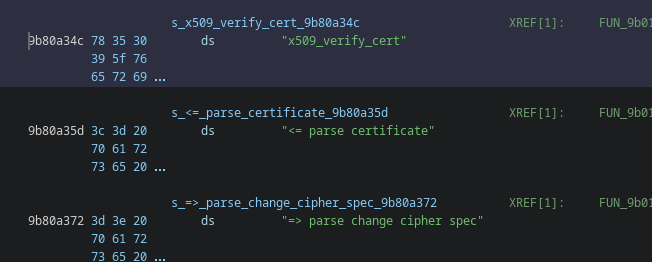 s_x509_verify_cert_9b80a34c XREF[1]: FUN_9b01
9b80a34c 78 35 30 ds "x509_verify_cert"
39 5f 76
65 72 69 ...
s_<=_parse_certificate_9b80a35d XREF[1]: FUN_9b01
9b80a35d 3c 3d 20 ds "<= parse certificate"
70 61 72
73 65 20 ...
s_=>_parse_change_cipher_spec_9b80a372 XREF[1]: FUN_9b01
9b80a372 3d 3e 20 ds "=> parse change cipher spec"
70 61 72
73 65 20 ...